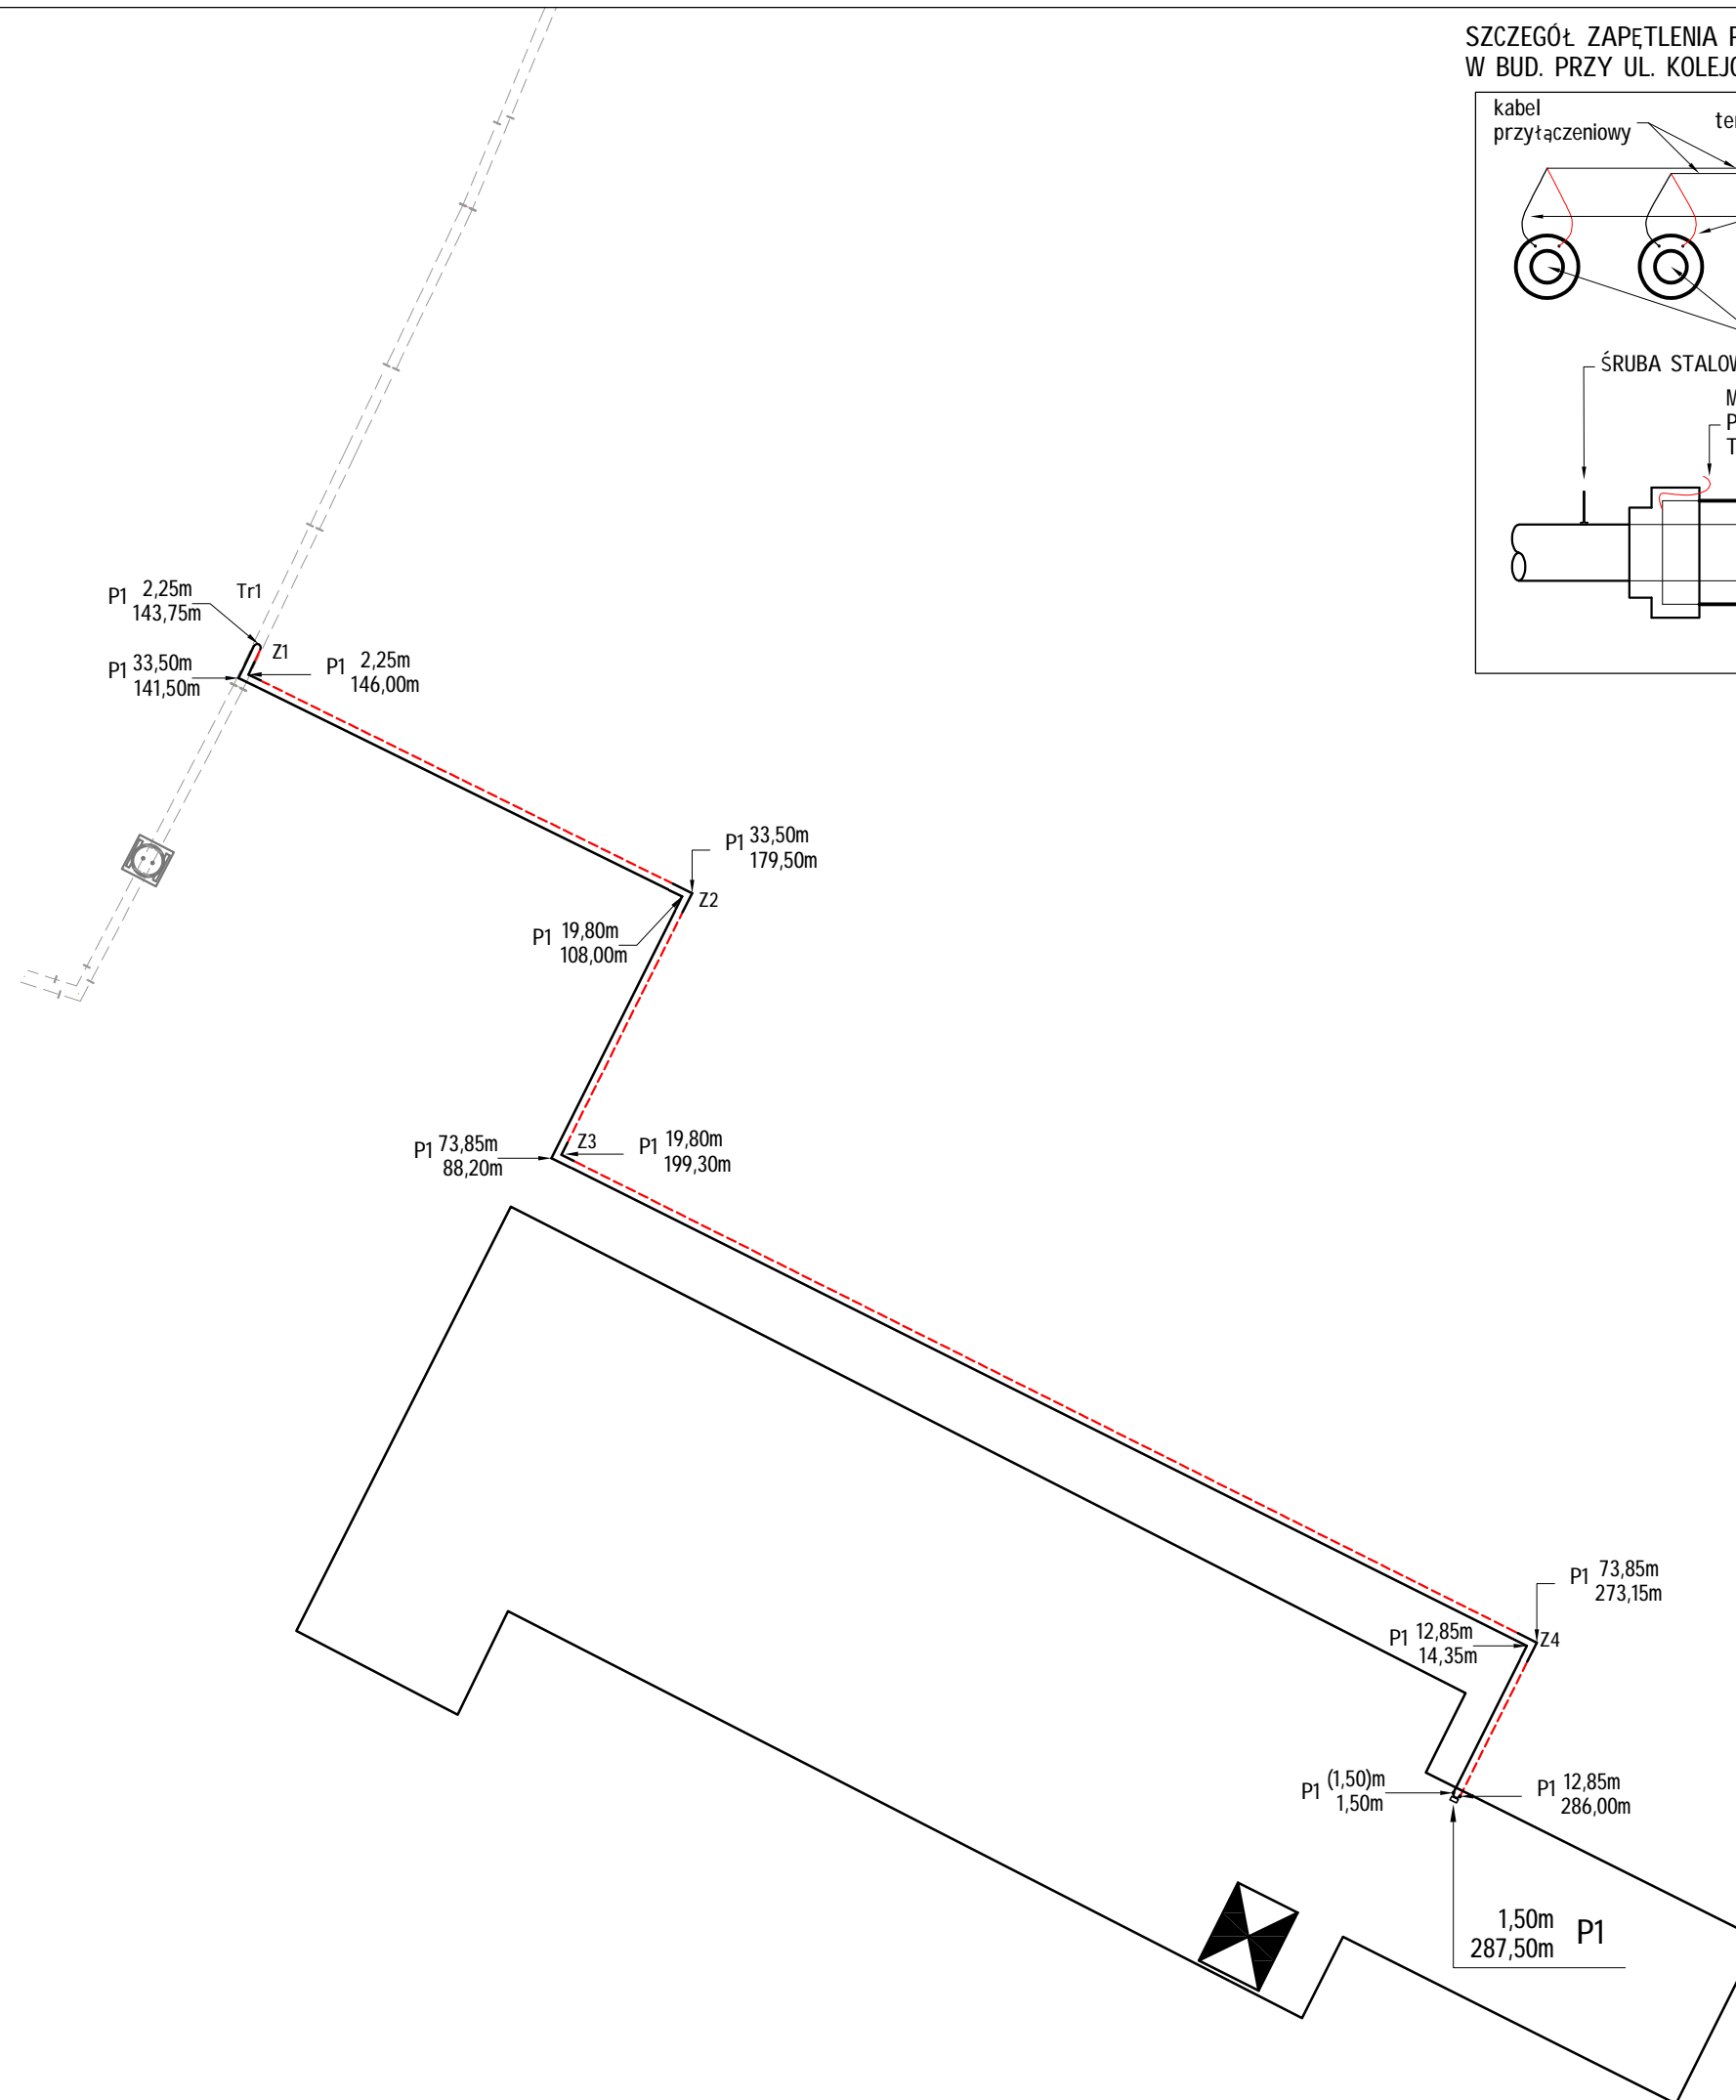 SZCZEGÓŁ ZAPĘTLENIA
W BUD. PRZY UL.
kabel
przyłączeniowy
ŚRUBA
P1 2,25m
143,75m
Tr1
P1 33,50m
141,50m
Z1
P1 2,25m
146,00m
P1 33,50m
179,50m
Z2
P1 19,80m
108,00m
P1 73,85m
88,20m
Z3
P1 19,80m
199,30m
P1 73,85m
273,15m
P1 12,85m
14,35m
Z4
P1 (1,50)m
1,50m
P1 12,85m
286,00m
1,50m
287,50m
P1